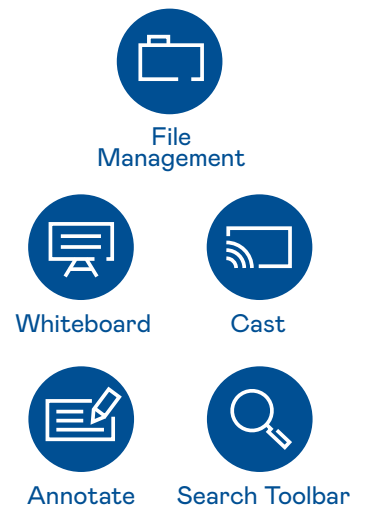 File
Management
Whiteboard
Cast
Annotate
Search Toolbar